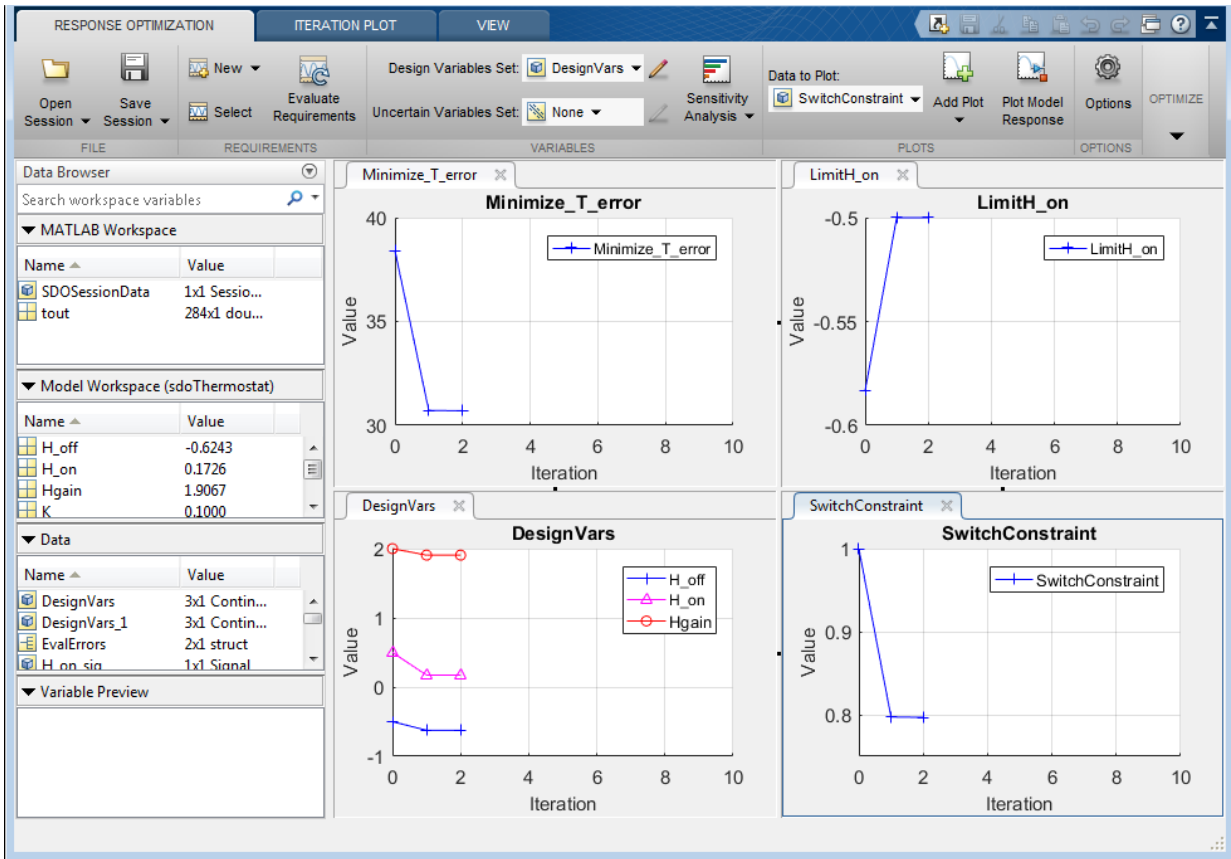 RESPONSE OPTIMIZATION ITERATION PLOT VIEW
New Design Variables Set: DesignVars Data to Plot:
Open Session Save Session Select Evaluate Requirements Uncertain Variables Set: None Sensitivity Analysis SwitchConstraint Add Plot Plot Model Response Options OPTIMIZE
FILE REQUIREMENTS VARIABLES PLOTS OPTIONS
Data Browser
Search workspace variables
MATLAB Workspace
Name Value
SDOSessionData 1x1 Sessio...
tout 284x1 dou...
Model Workspace (sdoThermostat)
Name Value
H_off -0.6243
H_on 0.1726
Hgain 1.9067
K 0.1000
Data
Name Value
DesignVars 3x1 Contin...
DesignVars_1 3x1 Contin...
EvalErrors 2x1 struct
H_on_sig 1x1 Signal
Variable Preview
Minimize_T_error
Minimize_T_error
Minimize_T_error
40
35
30
Value
0 2 4 6 8 10
Iteration
LimitH_on
LimitH_on
LimitH_on
-0.5
-0.55
-0.6
Value
0 2 4 6 8 10
Iteration
DesignVars
DesignVars
H_off
H_on
Hgain
2
1
0
-1
Value
0 2 4 6 8 10
Iteration
SwitchConstraint
SwitchConstraint
SwitchConstraint
1
0.9
0.8
Value
0 2 4 6 8 10
Iteration